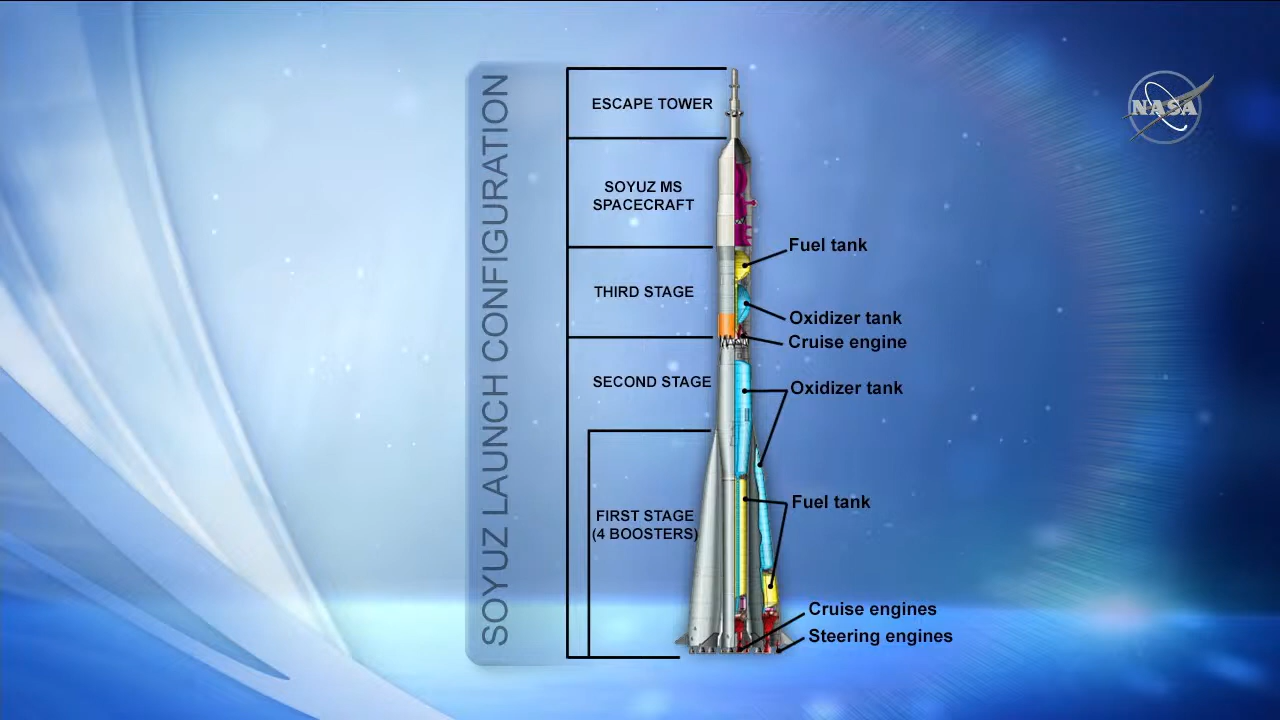 SOYUZ LAUNCH CONFIGURATION
ESCAPE TOWER
SOYUZ MS
SPACECRAFT
THIRD STAGE
SECOND STAGE
FIRST STAGE
(4 BOOSTERS)
Fuel tank
Oxidizer tank
Cruise engine
Oxidizer tank
Fuel tank
Cruise engines
Steering engines
NASA